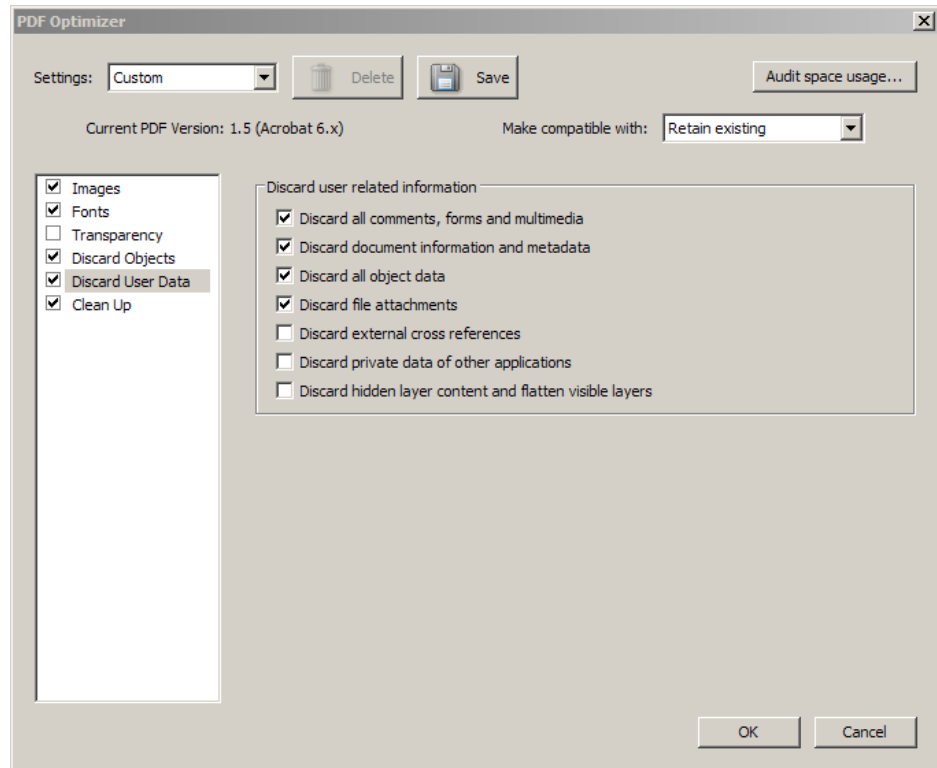 PDF Optimizer
Settings: Custom Delete Save Audit space usage...
Current PDF Version: 1.5 (Acrobat 6.x) Make compatible with: Retain existing
Images
Fonts
Transparency
Discard Objects
Discard User Data
Clean Up
Discard user related information
Discard all comments, forms and multimedia
Discard document information and metadata
Discard all object data
Discard file attachments
Discard external cross references
Discard private data of other applications
Discard hidden layer content and flatten visible layers
OK Cancel